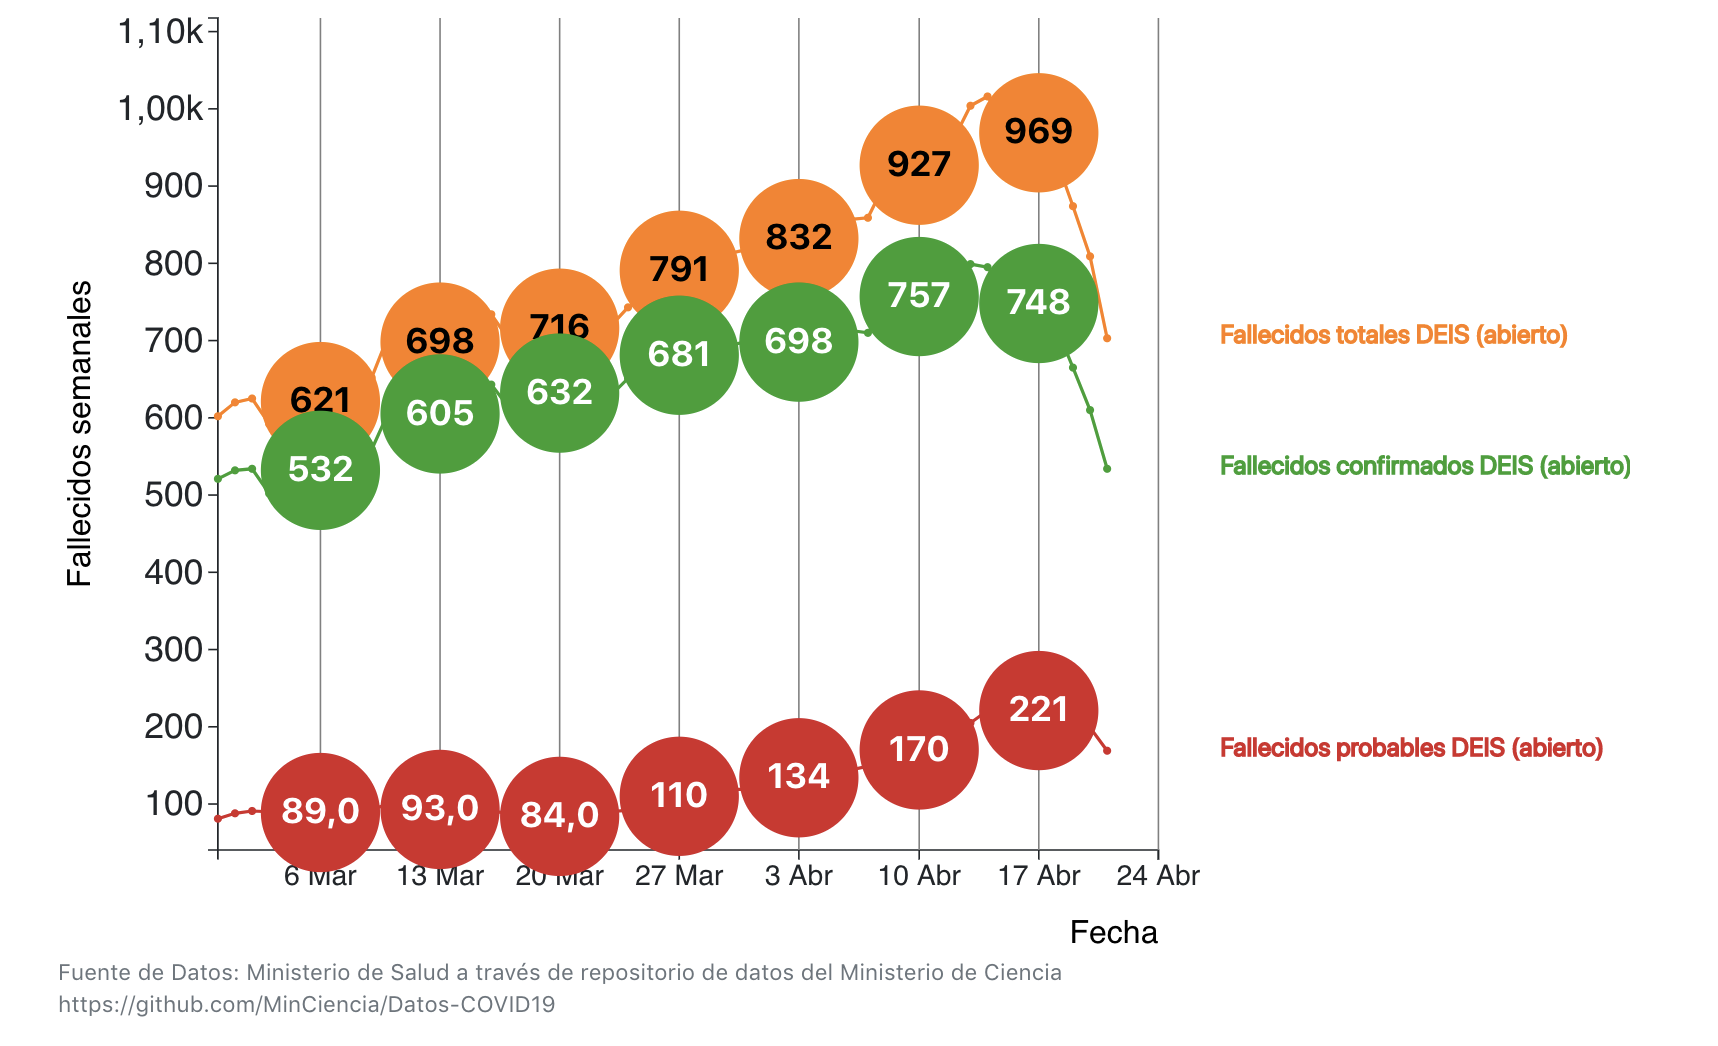 1,10k
1,00k
900
800
700
600
500
400
300
200
100
Fallecidos semanales
621
698
716
791
832
927
969
532
605
632
681
698
757
748
89,0
93,0
84,0
110
134
170
221
6 Mar
13 Mar
20 Mar
27 Mar
3 Abr
10 Abr
17 Abr
24 Abr
Fecha
Fallecidos totales DEIS (abierto)
Fallecidos confirmados DEIS (abierto)
Fallecidos probables DEIS (abierto)
Fuente de Datos: Ministerio de Salud a través de repositorio de datos del Ministerio de Ciencia
https://github.com/MinCiencia/Datos-COVID19